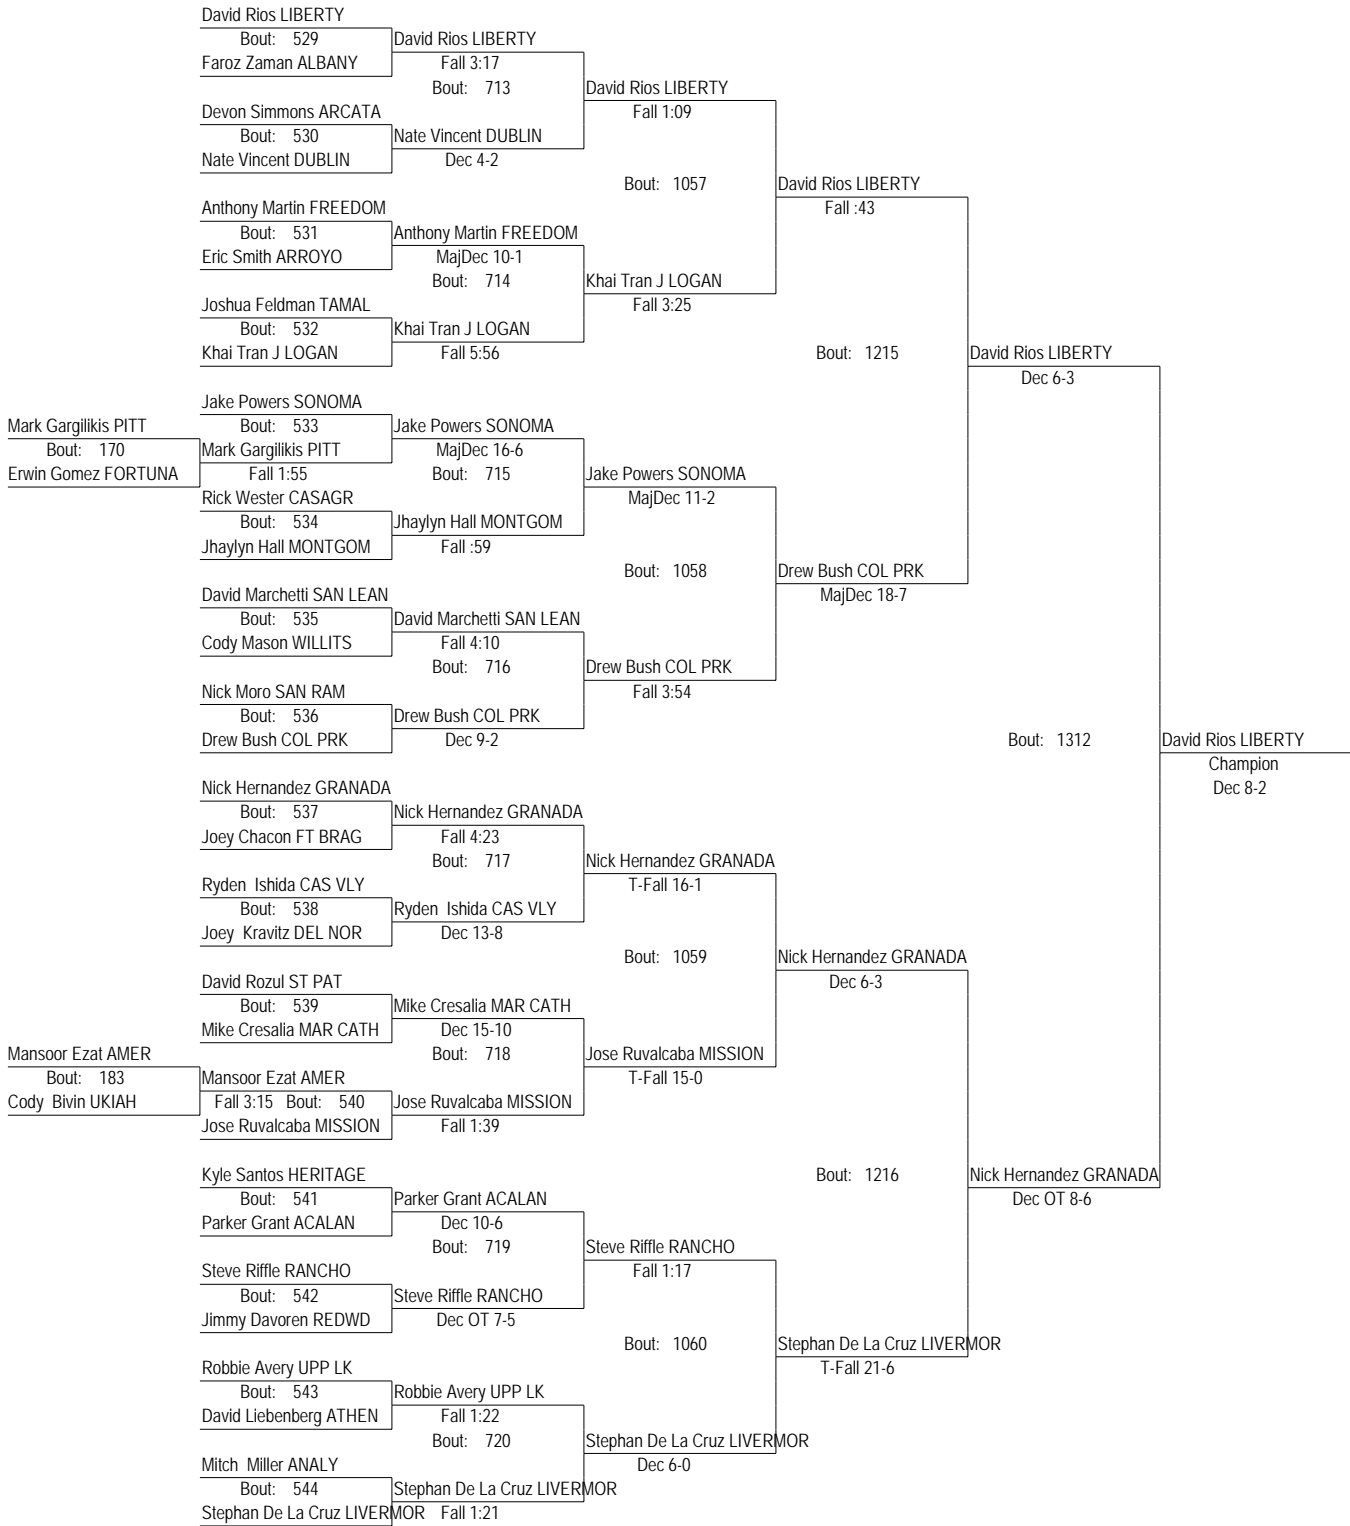 David Rios LIBERTY
Bout: 529
David Rios LIBERTY
Faroz Zaman ALBANY
Fall 3:17
Bout: 713
David Rios LIBERTY
Devon Simmons ARCATA
Fall 1:09
Bout: 530
Nate Vincent DUBLIN
Nate Vincent DUBLIN
Dec 4-2
Bout: 1057
David Rios LIBERTY
Anthony Martin FREEDOM
Fall :43
Bout: 531
Anthony Martin FREEDOM
Eric Smith ARROYO
MajDec 10-1
Bout: 714
Khai Tran J LOGAN
Joshua Feldman TAMAL
Fall 3:25
Bout: 532
Khai Tran J LOGAN
Khai Tran J LOGAN
Fall 5:56
Bout: 1215
David Rios LIBERTY
Dec 6-3
Jake Powers SONOMA
Mark Gargilikis PITT
Bout: 533
Jake Powers SONOMA
Bout: 170
Mark Gargilikis PITT
MajDec 16-6
Erwin Gomez FORTUNA
Fall 1:55
Bout: 715
Jake Powers SONOMA
Rick Wester CASAGR
MajDec 11-2
Bout: 534
Jhaylyn Hall MONTGOM
Jhaylyn Hall MONTGOM
Fall :59
Bout: 1058
Drew Bush COL PRK
David Marchetti SAN LEAN
MajDec 18-7
Bout: 535
David Marchetti SAN LEAN
Cody Mason WILLITS
Fall 4:10
Bout: 716
Drew Bush COL PRK
Nick Moro SAN RAM
Fall 3:54
Bout: 536
Drew Bush COL PRK
Drew Bush COL PRK
Dec 9-2
Bout: 1312
David Rios LIBERTY
Champion
Dec 8-2
Nick Hernandez GRANADA
Bout: 537
Nick Hernandez GRANADA
Joey Chacon FT BRAG
Fall 4:23
Bout: 717
Nick Hernandez GRANADA
Ryden Ishida CAS VLY
T-Fall 16-1
Bout: 538
Ryden Ishida CAS VLY
Joey Kravitz DEL NOR
Dec 13-8
Bout: 1059
Nick Hernandez GRANADA
David Rozul ST PAT
Dec 6-3
Bout: 539
Mike Cresalia MAR CATH
Mike Cresalia MAR CATH
Dec 15-10
Mansoor Ezat AMER
Bout: 718
Jose Ruvalcaba MISSION
Bout: 183
Mansoor Ezat AMER
T-Fall 15-0
Cody Bivin UKIAH
Fall 3:15 Bout: 540
Jose Ruvalcaba MISSION
Jose Ruvalcaba MISSION
Fall 1:39
Kyle Santos HERITAGE
Bout: 1216
Nick Hernandez GRANADA
Bout: 541
Parker Grant ACALAN
Dec OT 8-6
Parker Grant ACALAN
Dec 10-6
Bout: 719
Steve Riffle RANCHO
Steve Riffle RANCHO
Fall 1:17
Bout: 542
Steve Riffle RANCHO
Jimmy Davoren REDWD
Dec OT 7-5
Bout: 1060
Stephan De La Cruz LIVERMOR
Robbie Avery UPP LK
T-Fall 21-6
Bout: 543
Robbie Avery UPP LK
David Liebenberg ATHEN
Fall 1:22
Bout: 720
Stephan De La Cruz LIVERMOR
Mitch Miller ANALY
Dec 6-0
Bout: 544
Stephan De La Cruz LIVERMOR
Stephan De La Cruz LIVERMOR
Fall 1:21